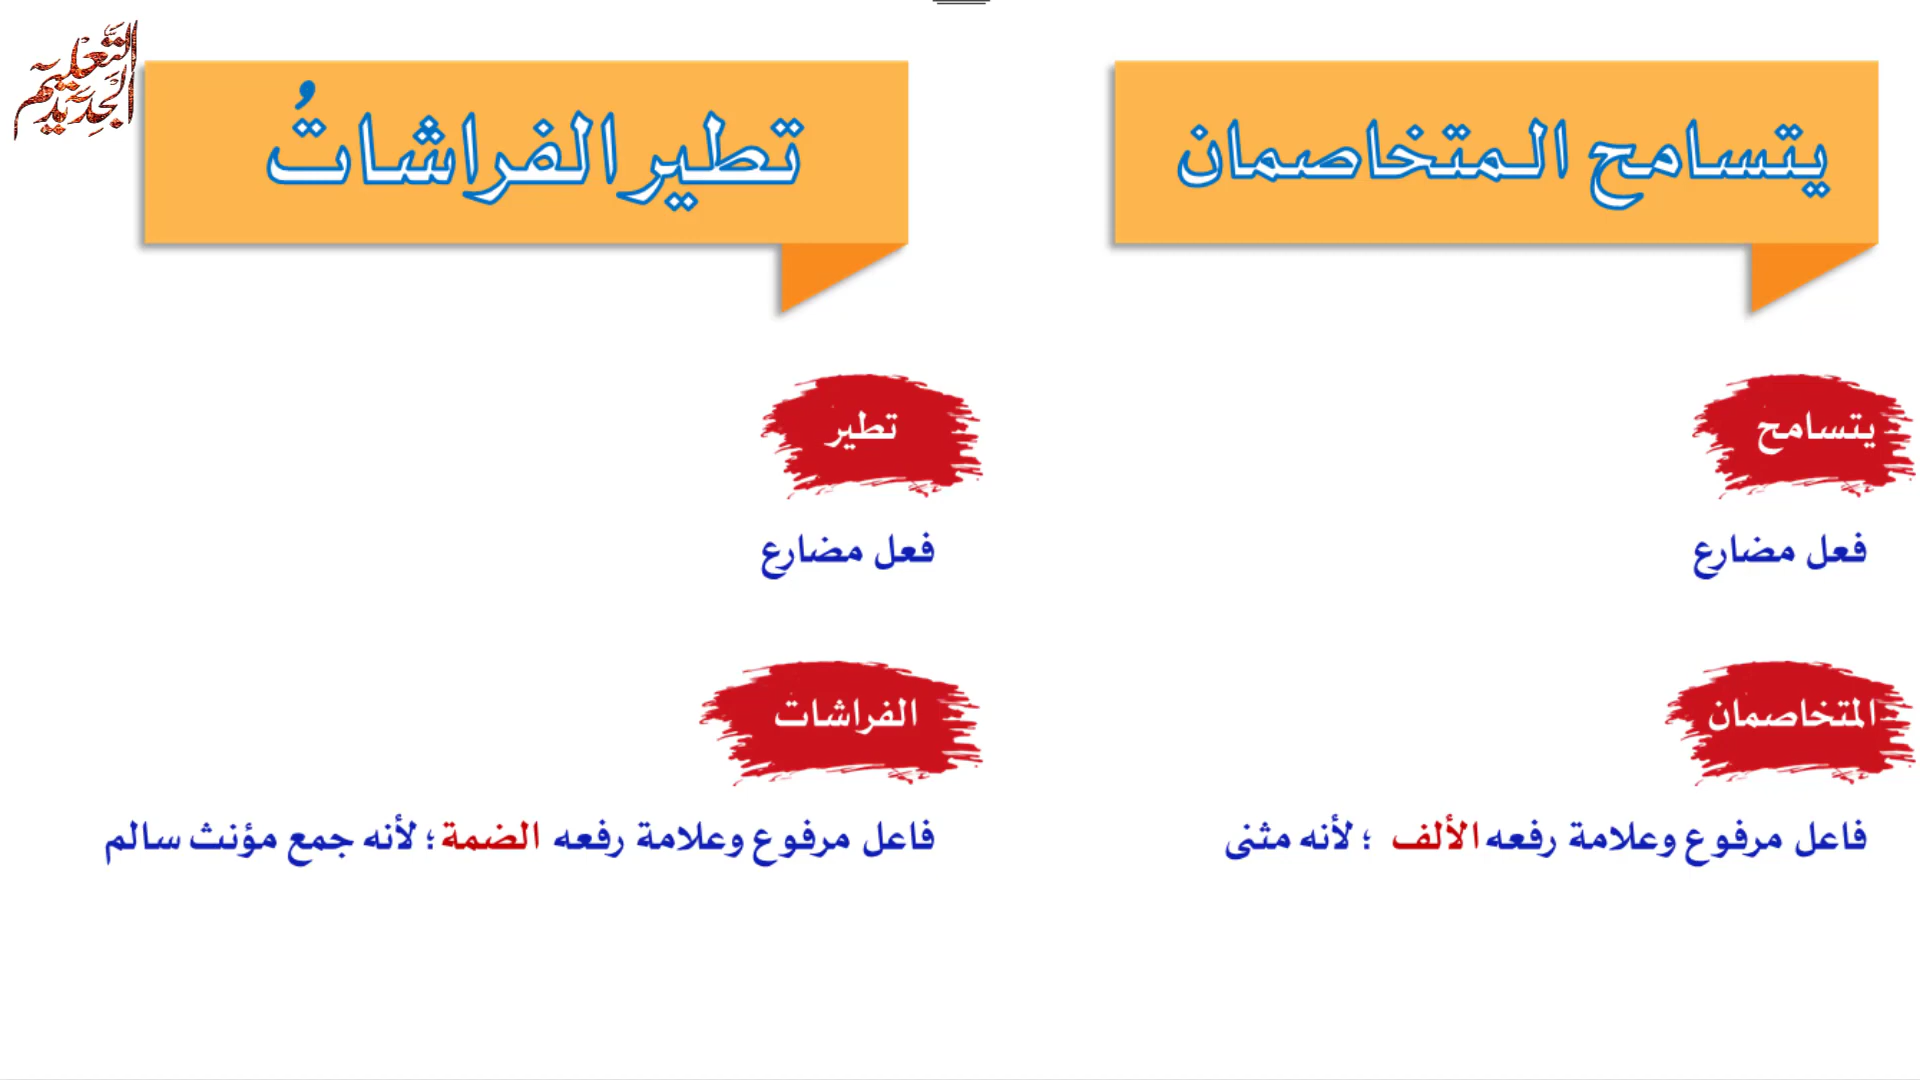 التعليم
الجديد
يتسامح المتخاصمان
يتسامح
فعل مضارع
المتخاصمان
فاعل مرفوع وعلامة رفعه الألف ؛ لأنه مثنى
تطير الفراشاتُ
تطير
فعل مضارع
الفراشات
فاعل مرفوع وعلامة رفعه الضمة ؛ لأنه جمع مؤنث سالم